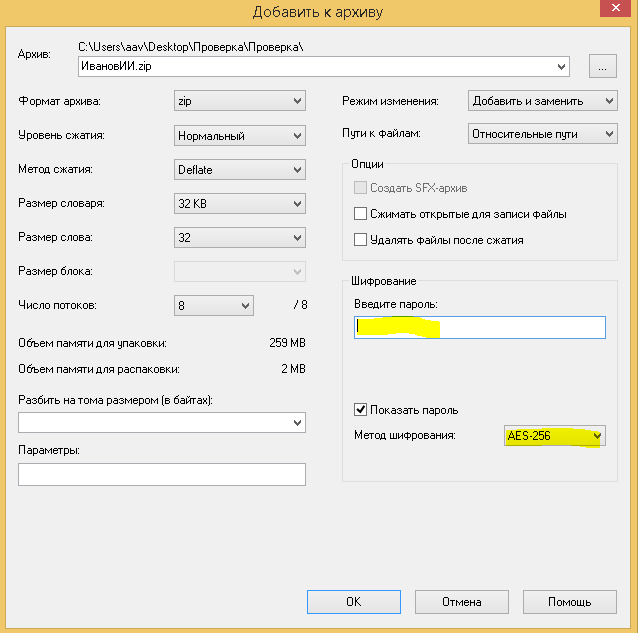 Добавить к архиву
Архив:
C:\Users\aav\Desktop\Проверка\Проверка\
ИвановИИ.zip
...
Формат архива:
zip
Уровень сжатия:
Нормальный
Метод сжатия:
Deflate
Размер словаря:
32 KB
Размер слова:
32
Размер блока:
Число потоков:
8
/ 8
Объем памяти для упаковки:
259 MB
Объем памяти для распаковки:
2 MB
Разбить на тома размером (в байтах):
Параметры:
Режим изменения:
Добавить и заменить
Пути к файлам:
Относительные пути
Опции
Создать SFX-архив
Сжимать открытые для записи файлы
Удалять файлы после сжатия
Шифрование
Введите пароль:
Показать пароль
Метод шифрования:
AES-256
OK
Отмена
Помощь